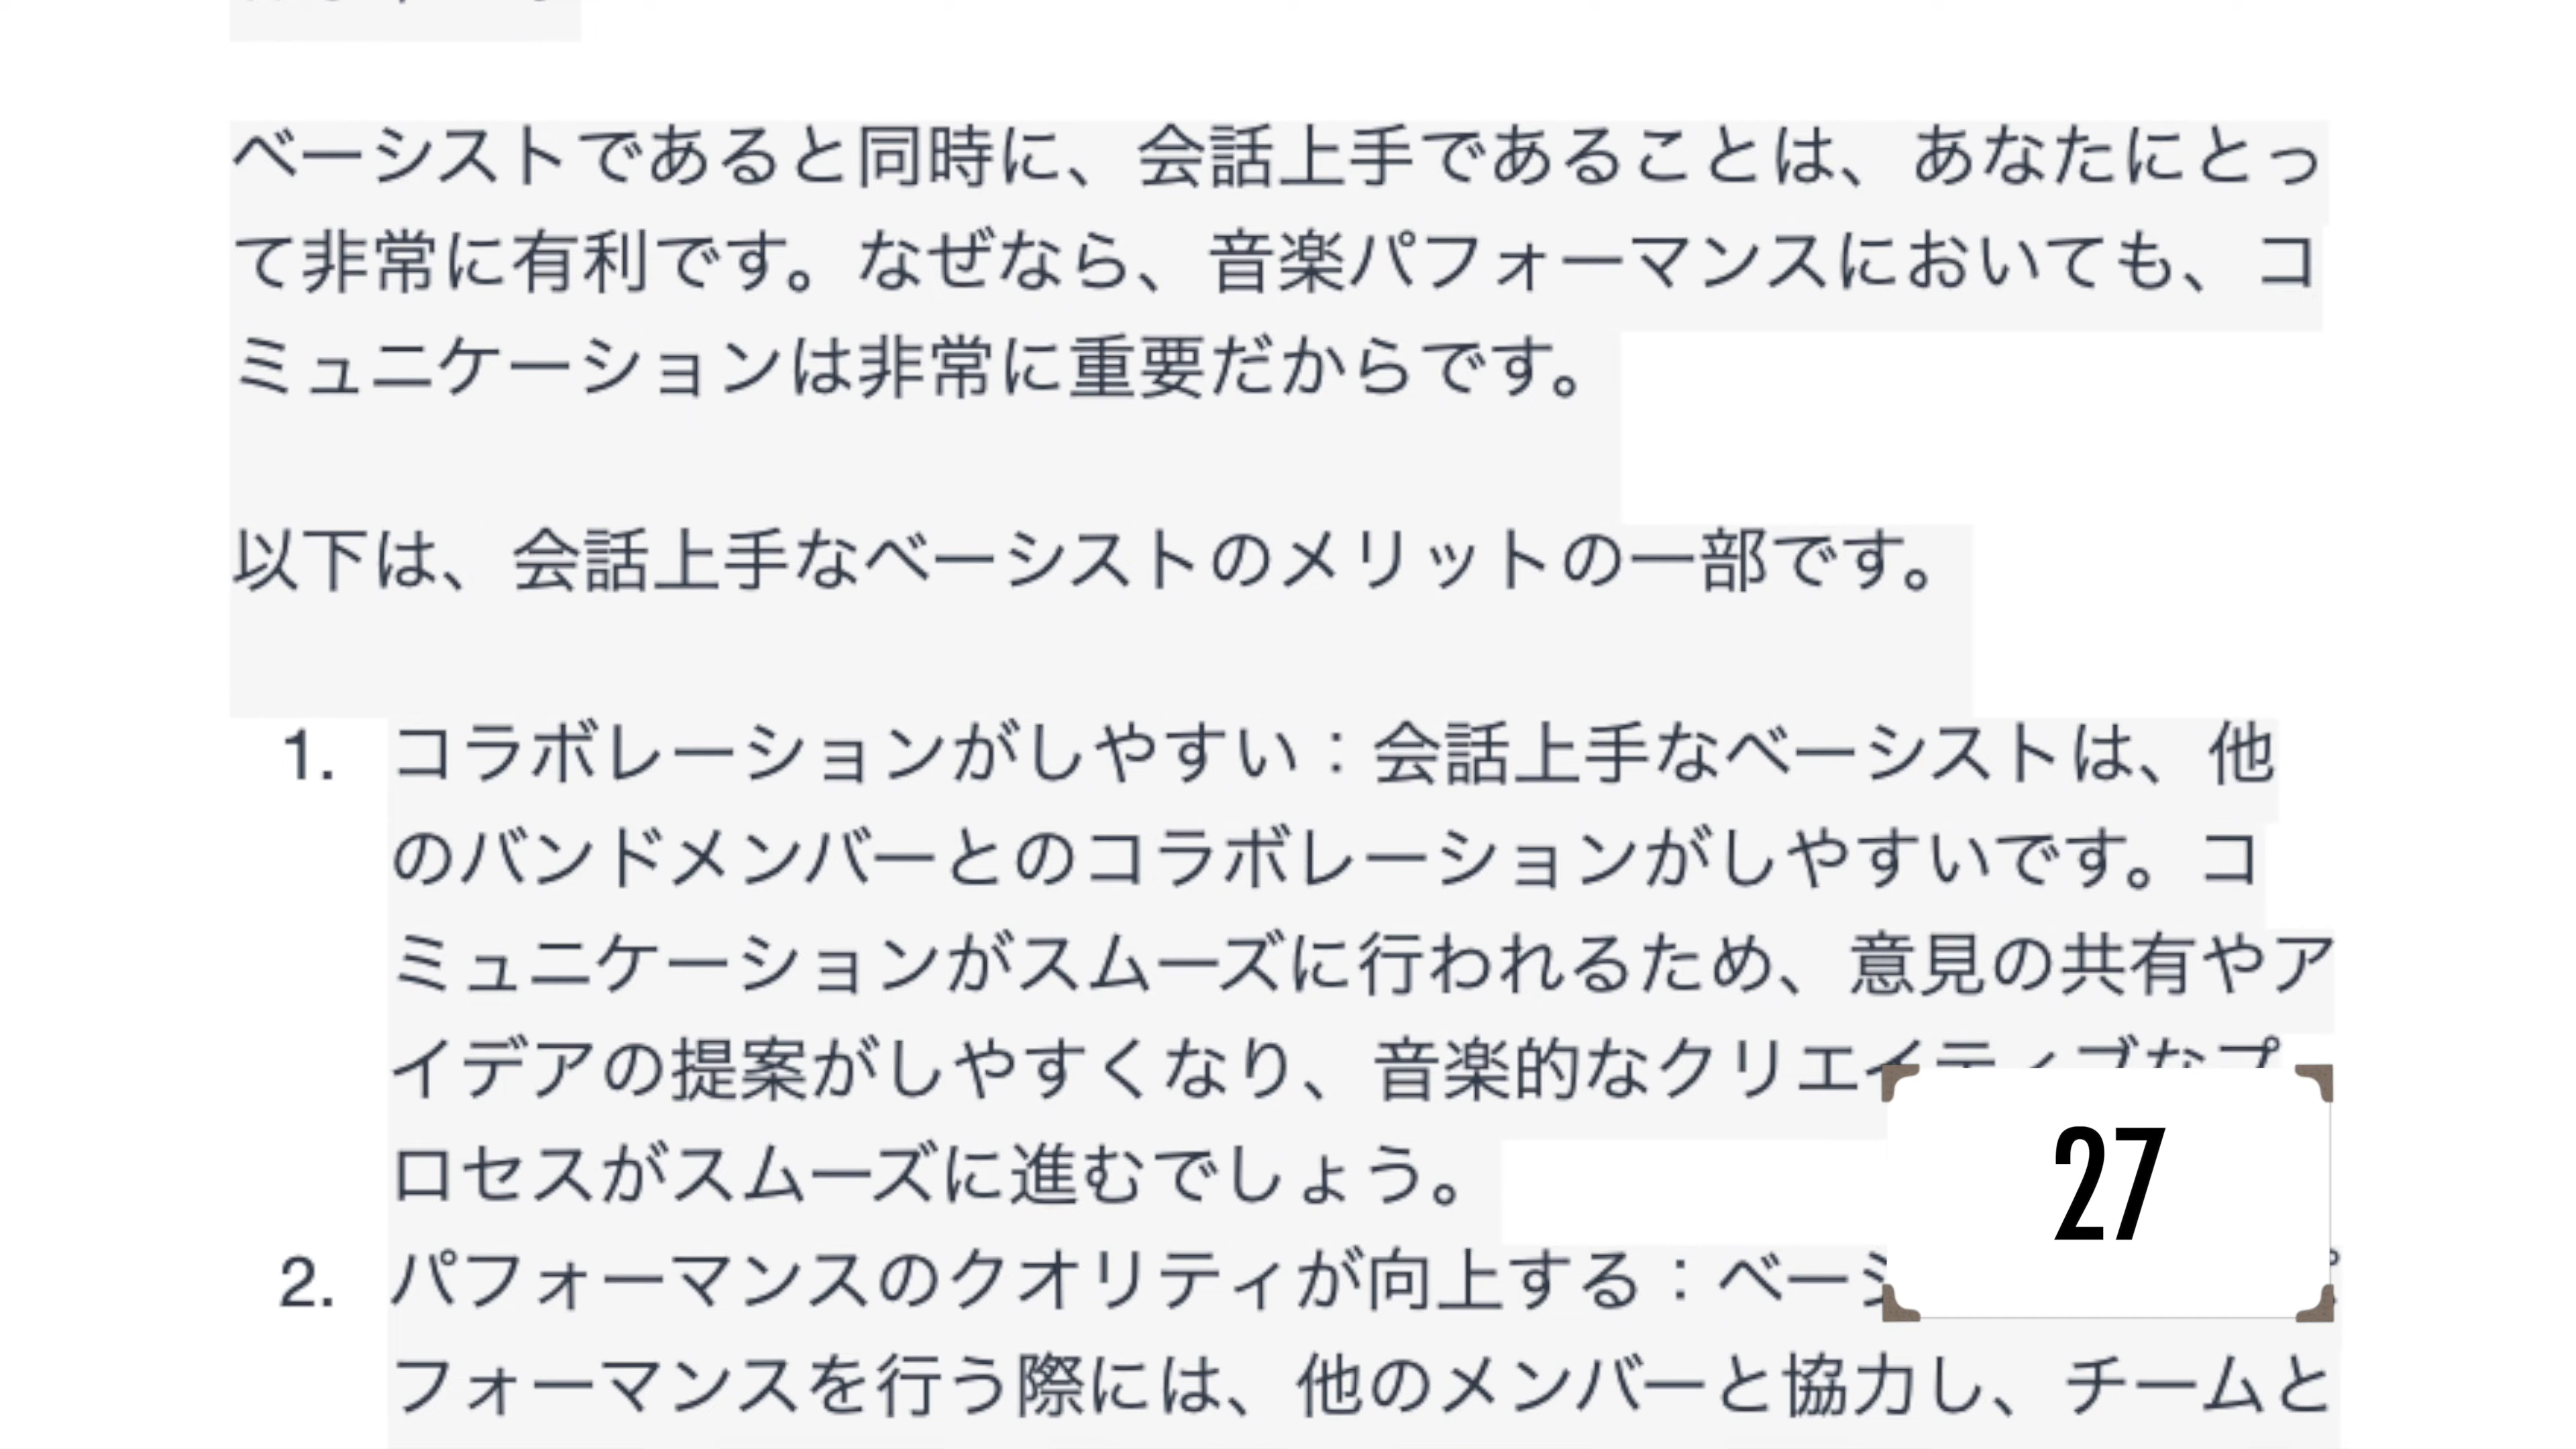 ベーシストであると同時に、会話上手であることは、あなたにとっ
て非常に有利です。なぜなら、音楽パフォーマンスにおいても、コ
ミュニケーションは非常に重要だからです。
以下は、会話上手なベーシストのメリットの一部です。
1. コラボレーションがしやすい：会話上手なベーシストは、他
のバンドメンバーとのコラボレーションがしやすいです。コ
ミュニケーションがスムーズに行われるため、意見の共有やア
イデアの提案がしやすくなり、音楽的なクリエイティブなプ
ロセスがスムーズに進むでしょう。
27
2. パフォーマンスのクオリティが向上する：ベー
フォーマンスを行う際には、他のメンバーと協力し、チームと